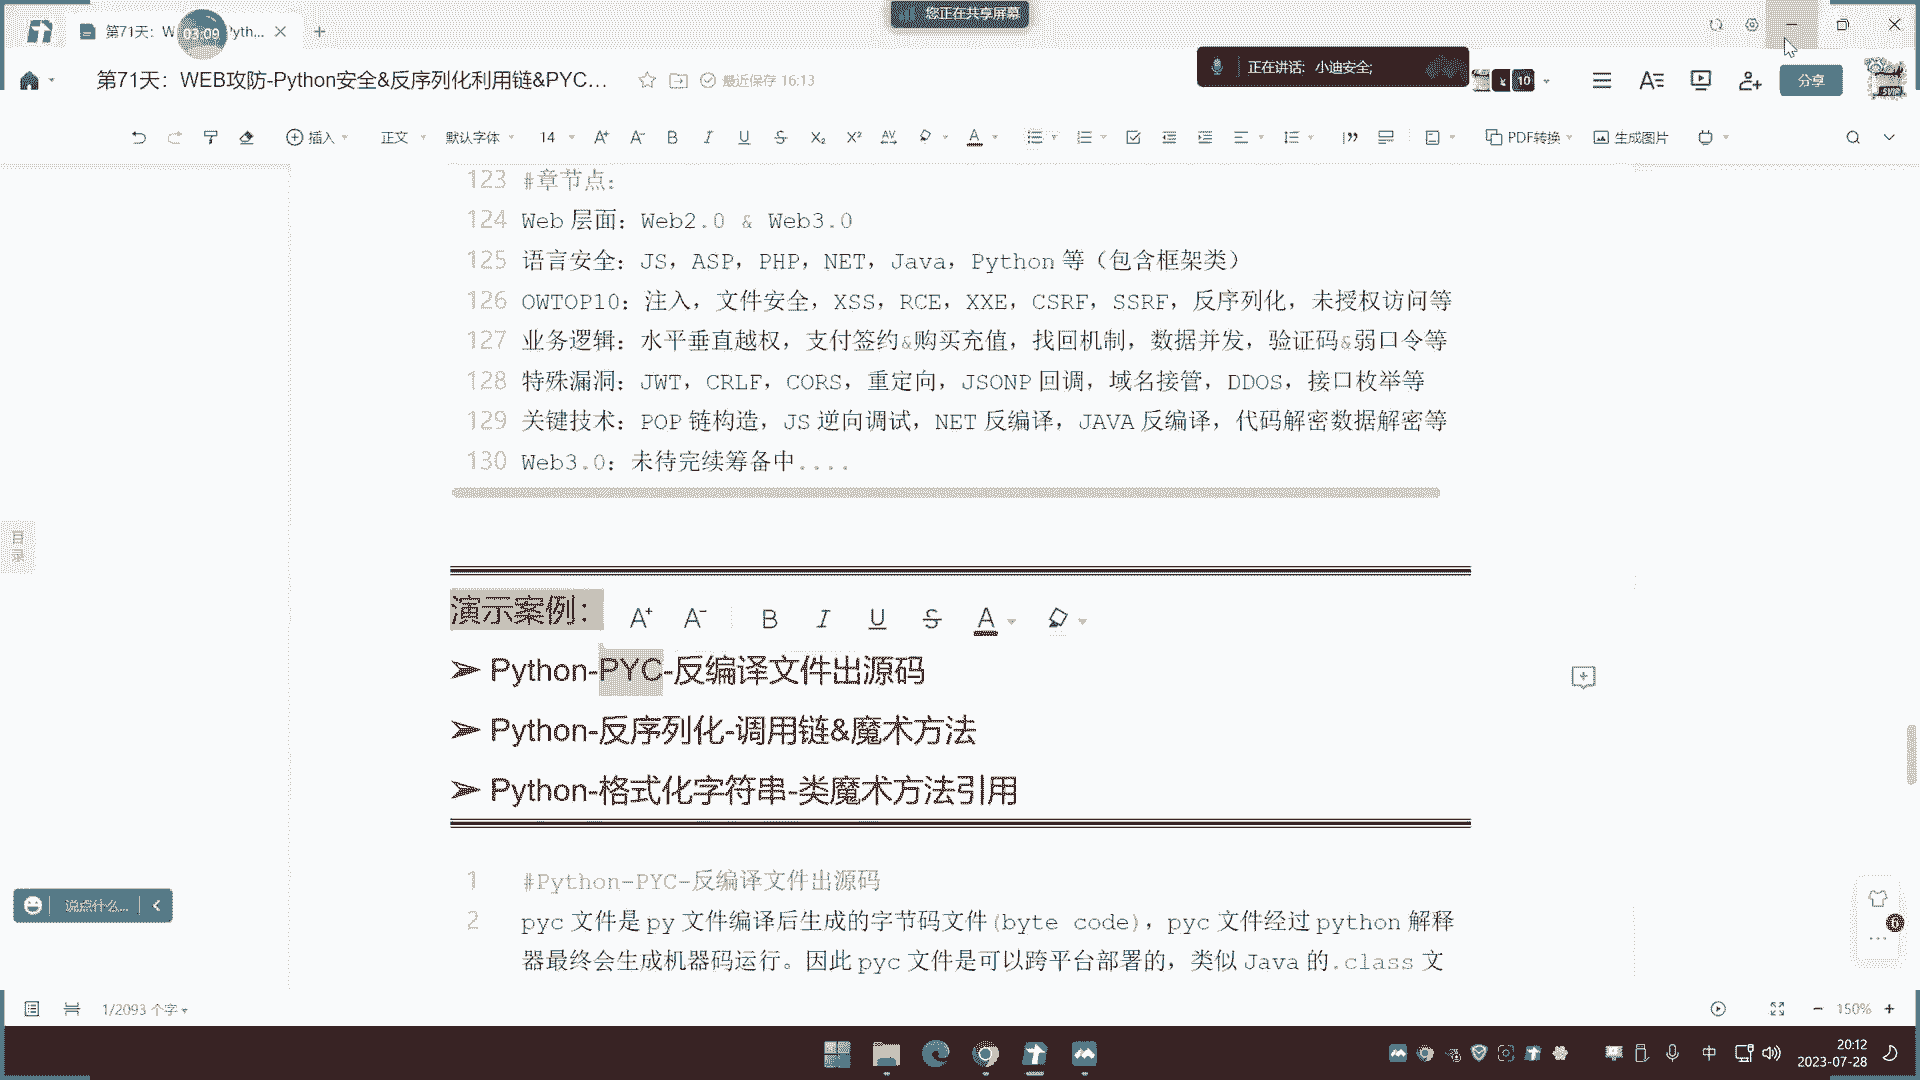 您正在共享屏幕
第71天：W
03:09
yth...
第71天：WEB攻防-Python安全&反序列化利用链&PYC...
最近保存 16:13
正在讲话: 小迪安全;
10
分享
插入
正文
默认字体
14
PDF转换
生成图片
123 #章节点：
124 Web 层面：Web2.0 & Web3.0
125 语言安全：JS，ASP，PHP，NET，Java，Python 等（包含框架类）
126 OWTOP10：注入，文件安全，XSS，RCE，XXE，CSRF，SSRF，反序列化，未授权访问等
127 业务逻辑：水平垂直越权，支付签约&购买充值，找回机制，数据并发，验证码&弱口令等
128 特殊漏洞：JWT，CRLF，CORS，重定向，JSONP 回调，域名接管，DDOS，接口枚举等
129 关键技术：POP 链构造，JS 逆向调试，NET 反编译，JAVA 反编译，代码解密数据解密等
130 Web3.0：未待完续筹备中....
目录
演示案例：
➢ Python-PYC-反编译文件出源码
➢ Python-反序列化-调用链&魔术方法
➢ Python-格式化字符串-类魔术方法引用
1 #Python-PYC-反编译文件出源码
2 pyc 文件是 py 文件编译后生成的字节码文件(byte code)，pyc 文件经过 python 解释
器最终会生成机器码运行。因此 pyc 文件是可以跨平台部署的，类似 Java 的.class 文
说点什么...
6
1/2093 个字
150%
中
20:12
2023-07-28